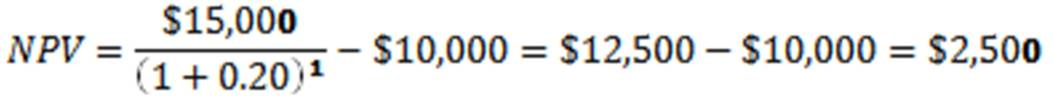 NPV = $15,000 / (1 + 0.20)¹ − $10,000 = $12,500 − $10,000 = $2,500